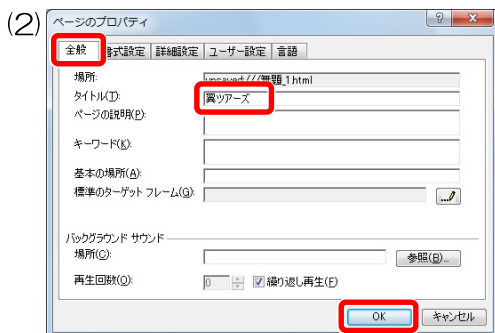 (2)
ページのプロパティ
全般 書式設定 詳細設定 ユーザー設定 言語
場所: unsaved:///無題_1.html
タイトル(T): 翼ツアーズ
ページの説明(P):
キーワード(K):
基本の場所(A):
標準のターゲット フレーム(G):
バックグラウンド サウンド
場所(C): 参照(B)...
再生回数(O): 0 繰り返し再生(F)
OK キャンセル